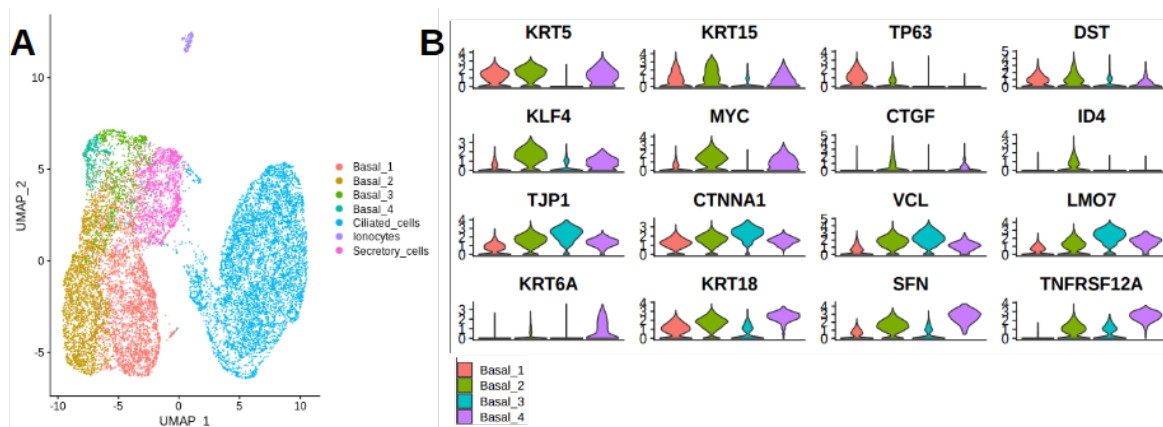 A
B
10
5
0
-5
-10
-5
0
5
10
UMAP_1
UMAP_2
Basal_1
Basal_2
Basal_3
Basal_4
Ciliated_cells
Ionocytes
Secretory_cells
KRT5
KRT15
TP63
DST
KLF4
MYC
CTGF
ID4
TJP1
CTNNA1
VCL
LMO7
KRT6A
KRT18
SFN
TNFRSF12A
Basal_1
Basal_2
Basal_3
Basal_4